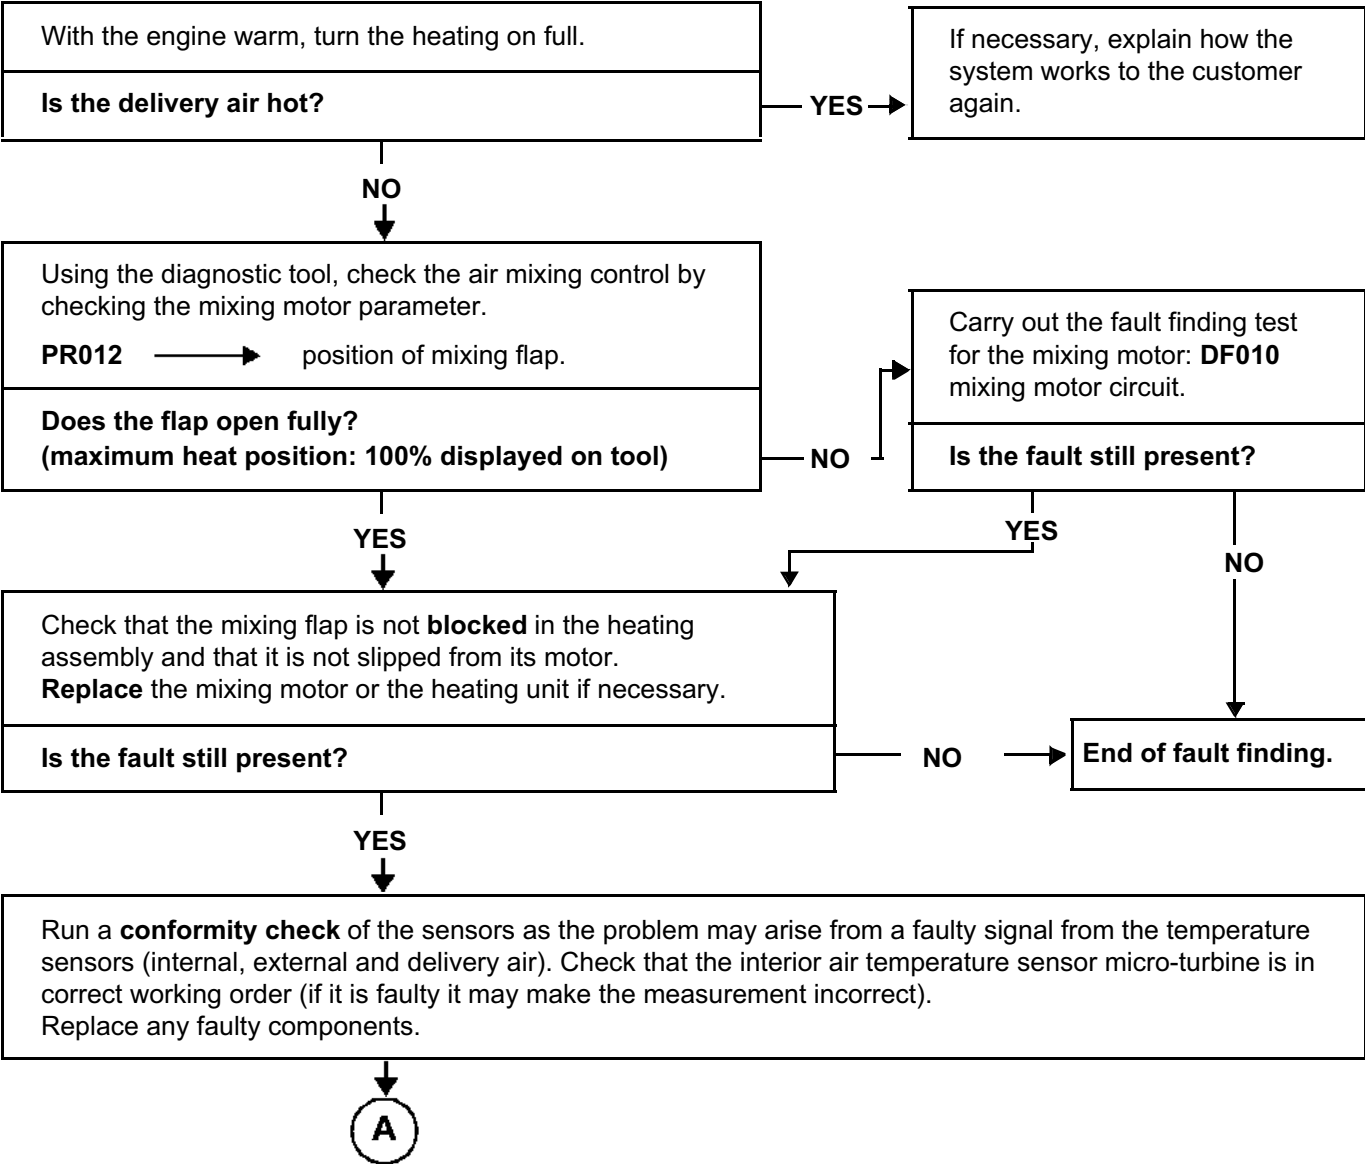 With the engine warm, turn the heating on full.
Is the delivery air hot?
YES
If necessary, explain how the
system works to the customer
again.
NO
Using the diagnostic tool, check the air mixing control by
checking the mixing motor parameter.
PR012 position of mixing flap.
Does the flap open fully?
(maximum heat position: 100% displayed on tool)
NO
Carry out the fault finding test
for the mixing motor: DF010
mixing motor circuit.
Is the fault still present?
YES
YES
NO
Check that the mixing flap is not blocked in the heating
assembly and that it is not slipped from its motor.
Replace the mixing motor or the heating unit if necessary.
Is the fault still present?
NO
End of fault finding.
YES
Run a conformity check of the sensors as the problem may arise from a faulty signal from the temperature
sensors (internal, external and delivery air). Check that the interior air temperature sensor micro-turbine is in
correct working order (if it is faulty it may make the measurement incorrect).
Replace any faulty components.
A